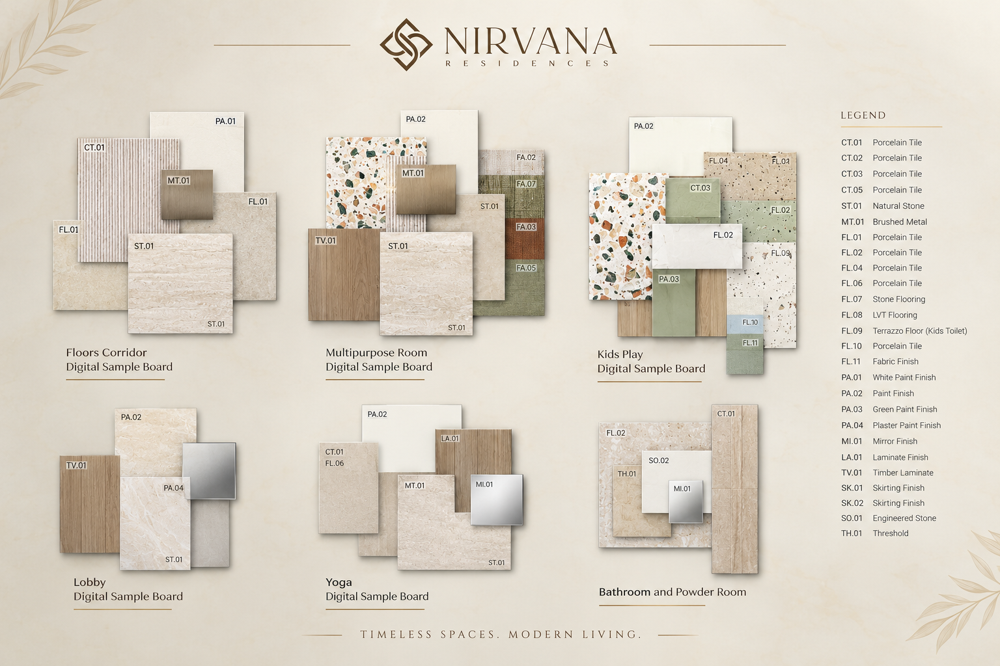 NIRVANA
RESIDENCES
PA.01
CT.01
MT.01
FL.01
FL.01
ST.01
ST.01
Floors Corridor
Digital Sample Board
PA.02
FA.02
MT.01
FA.07
ST.01
FA.03
TV.01
ST.01
FA.05
ST.01
Multipurpose Room
Digital Sample Board
PA.02
FL.04
CT.03
FL.02
FL.02
FL.09
PA.03
FL.10
FL.11
Kids Play
Digital Sample Board
PA.02
TV.01
PA.04
ST.01
Lobby
Digital Sample Board
PA.02
LA.01
CT.01
FL.06
MT.01
MI.01
ST.01
Yoga
Digital Sample Board
CT.01
FL.02
SO.02
TH.01
MI.01
Bathroom and Powder Room
LEGEND
CT.01 Porcelain Tile
CT.02 Porcelain Tile
CT.03 Porcelain Tile
CT.05 Porcelain Tile
ST.01 Natural Stone
MT.01 Brushed Metal
FL.01 Porcelain Tile
FL.02 Porcelain Tile
FL.04 Porcelain Tile
FL.06 Porcelain Tile
FL.07 Stone Flooring
FL.08 LVT Flooring
FL.09 Terrazzo Floor (Kids Toilet)
FL.10 Porcelain Tile
FL.11 Fabric Finish
PA.01 White Paint Finish
PA.02 Paint Finish
PA.03 Green Paint Finish
PA.04 Plaster Paint Finish
MI.01 Mirror Finish
LA.01 Laminate Finish
TV.01 Timber Laminate
SK.01 Skirting Finish
SK.02 Skirting Finish
SO.01 Engineered Stone
TH.01 Threshold
TIMELESS SPACES. MODERN LIVING.